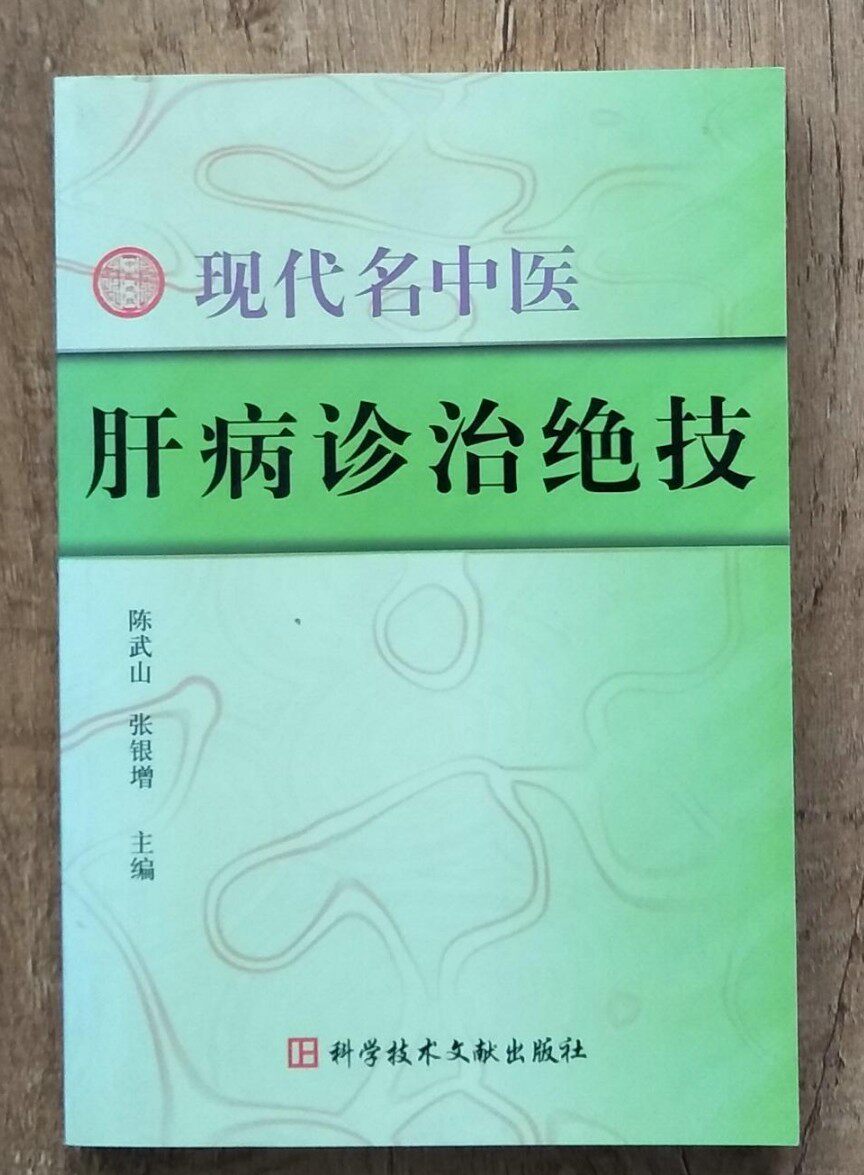 现代名中医
肝病诊治绝技
陈武山 张银增 主编
科学技术文献出版社